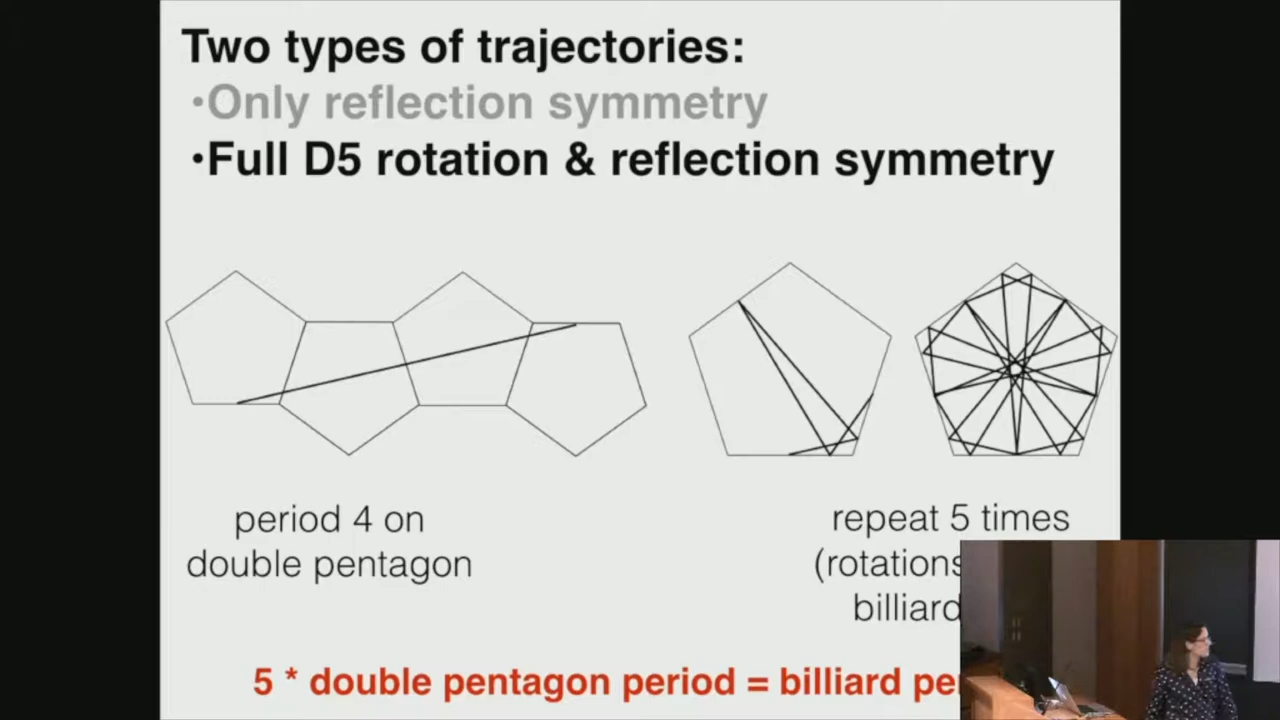 Two types of trajectories:
•Only reflection symmetry
•Full D5 rotation & reflection symmetry
period 4 on
double pentagon
repeat 5 times
(rotations
billiard
5 * double pentagon period = billiard